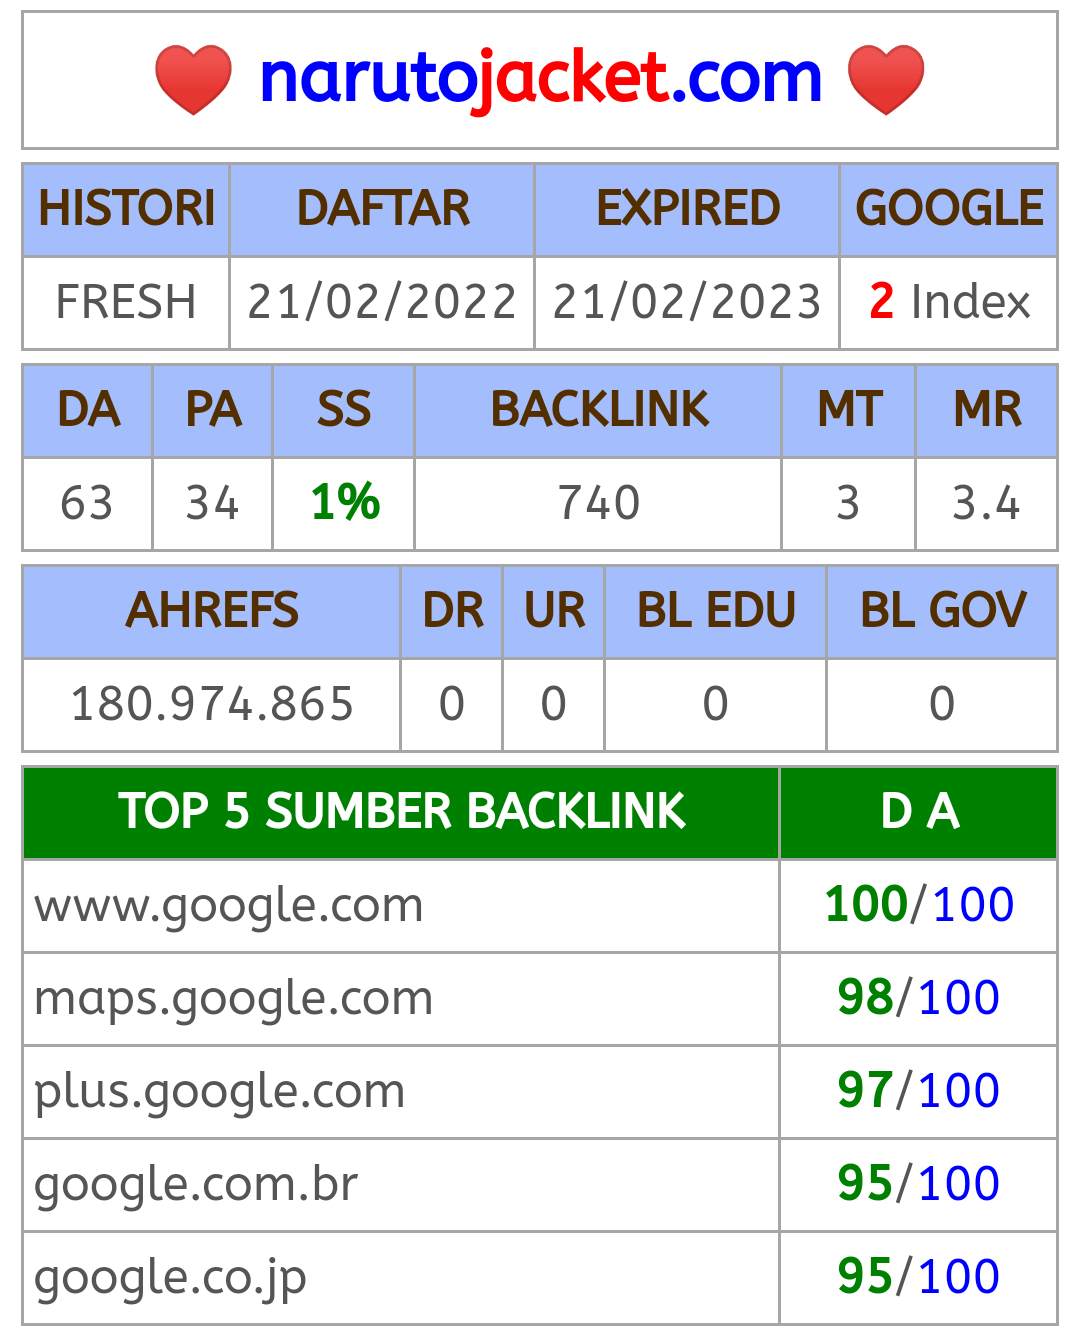 narutojacket.com
HISTORI DAFTAR EXPIRED GOOGLE
FRESH 21/02/2022 21/02/2023 2 Index
DA PA SS BACKLINK MT MR
63 34 1% 740 3 3.4
AHREFS DR UR BL EDU BL GOV
180.974.865 0 0 0 0
TOP 5 SUMBER BACKLINK D A
www.google.com 100/100
maps.google.com 98/100
plus.google.com 97/100
google.com.br 95/100
google.co.jp 95/100